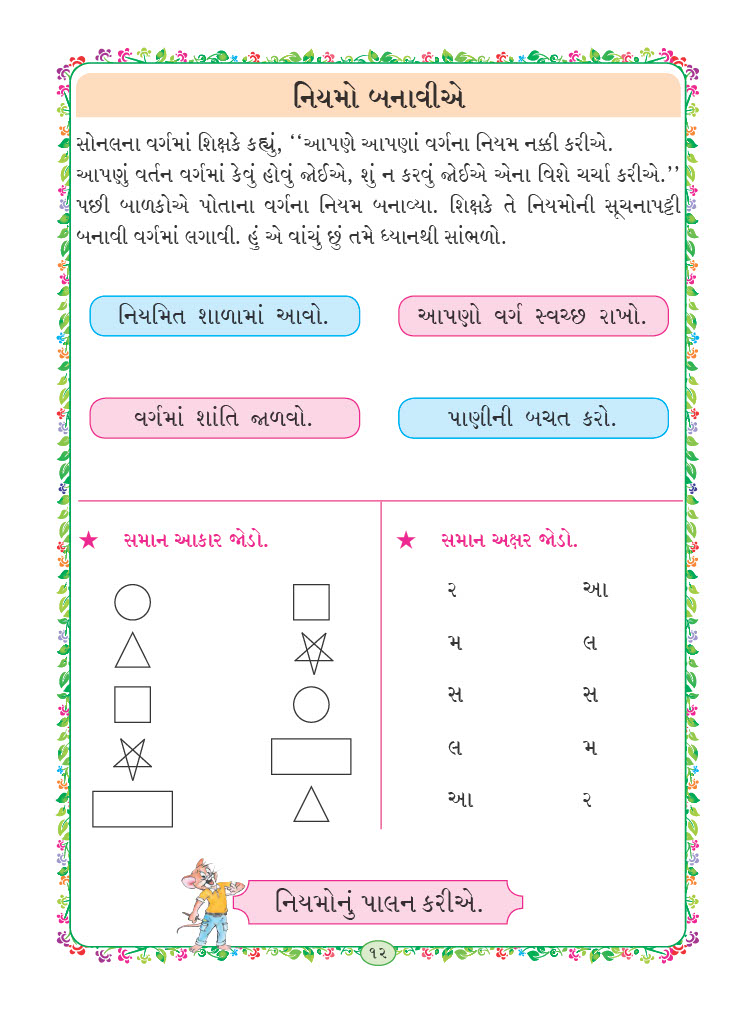 નિયમો બનાવીએ
સોનલના વર્ગમાં શિક્ષકે કહ્યું, ‘‘આપણે આપણાં વર્ગના નિયમ નક્કી કરીએ.
આપણું વર્તન વર્ગમાં કેવું હોવું જોઈએ, શું ન કરવું જોઈએ એના વિશે ચર્ચા કરીએ.’’
પછી બાળકોએ પોતાના વર્ગના નિયમ બનાવ્યા. શિક્ષકે તે નિયમોની સૂચનાપટ્ટી
બનાવી વર્ગમાં લગાવી. હું એ વાંચું છું તમે ધ્યાનથી સાંભળો.
નિયમિત શાળામાં આવો.
આપણો વર્ગ સ્વચ્છ રાખો.
વર્ગમાં શાંતિ જાળવો.
પાણીની બચત કરો.
★ સમાન આકાર જોડો.
★ સમાન અક્ષર જોડો.
ર આ
મ લ
સ સ
લ મ
આ ર
નિયમોનું પાલન કરીએ.
૧૨